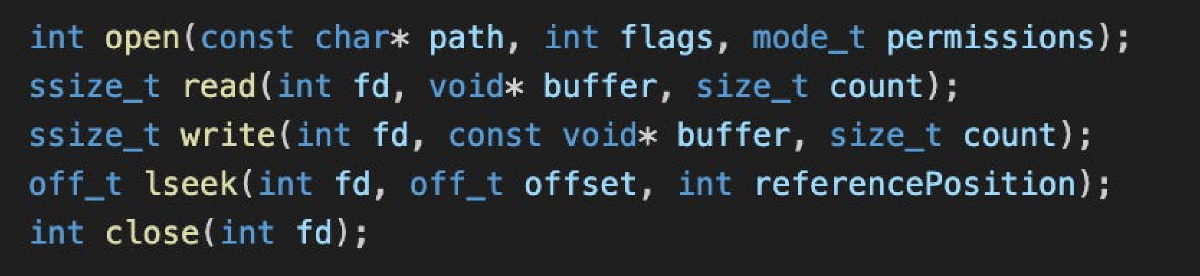 int open(const char* path, int flags, mode_t permissions);
ssize_t read(int fd, void* buffer, size_t count);
ssize_t write(int fd, const void* buffer, size_t count);
off_t lseek(int fd, off_t offset, int referencePosition);
int close(int fd);